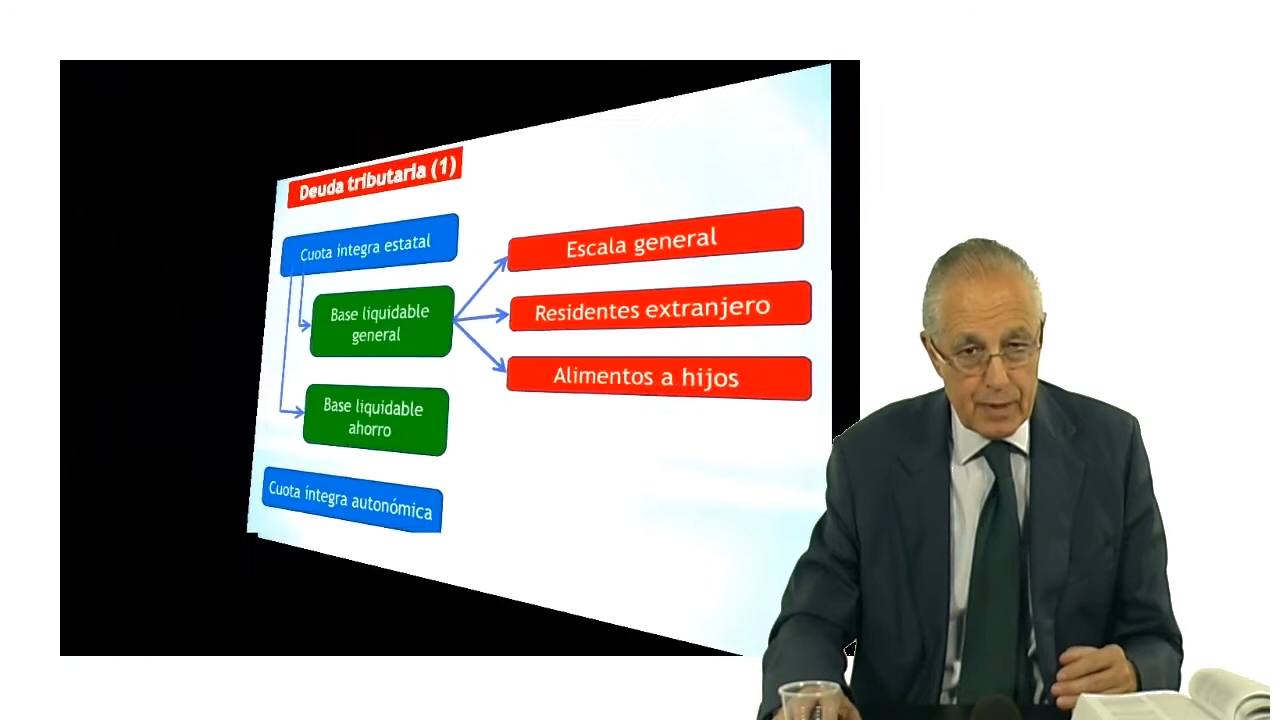 Deuda tributaria (1)
Cuota íntegra estatal
Base liquidable
general
Base liquidable
ahorro
Cuota íntegra autonómica
Escala general
Residentes extranjero
Alimentos a hijos